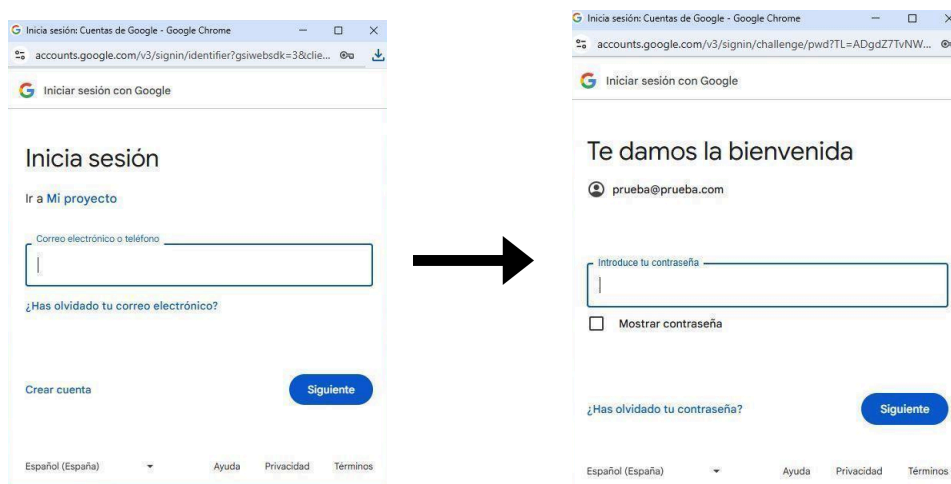 Inicia sesión: Cuentas de Google - Google Chrome
accounts.google.com/v3/signin/identifier?gsiwebsdk=3&clie...
Iniciar sesión con Google
Inicia sesión
Ir a Mi proyecto
Correo electrónico o teléfono
¿Has olvidado tu correo electrónico?
Crear cuenta
Siguiente
Español (España)
Ayuda
Privacidad
Términos
Inicia sesión: Cuentas de Google - Google Chrome
accounts.google.com/v3/signin/challenge/pwd?TL=ADgdZ7TvNW...
Iniciar sesión con Google
Te damos la bienvenida
prueba@prueba.com
Introduce tu contraseña
Mostrar contraseña
¿Has olvidado tu contraseña?
Siguiente
Español (España)
Ayuda
Privacidad
Términos